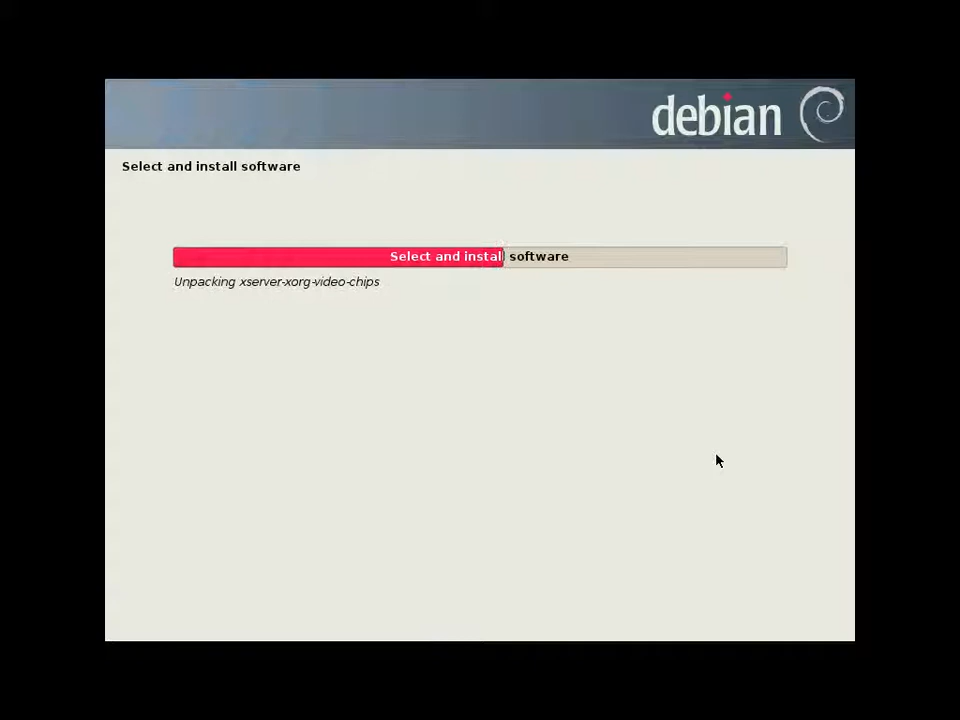 debian
Select and install software
Select and install software
Unpacking xserver-xorg-video-chips